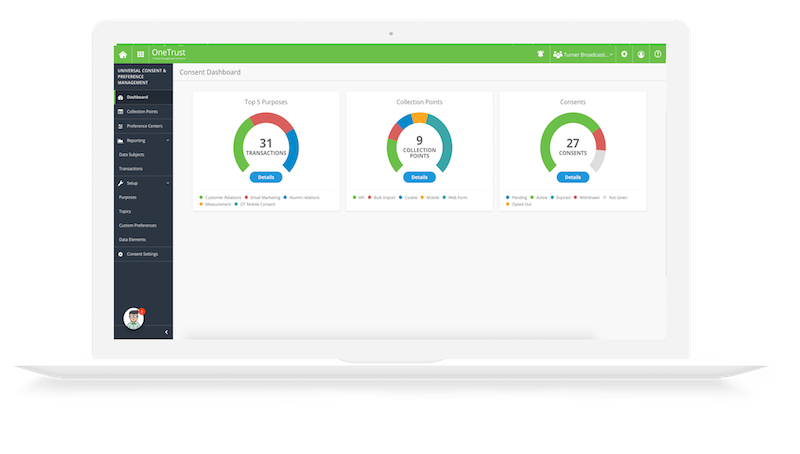 OneTrust
Turner Broadcasti...
UNIVERSAL CONSENT &
PREFERENCE
MANAGEMENT
Consent Dashboard
Dashboard
Collection Points
Preference Centers
Reporting
Data Subjects
Transactions
Setup
Purposes
Topics
Custom Preferences
Data Elements
Consent Settings
Top 5 Purposes
31
TRANSACTIONS
Details
Customer Relations Email Marketing Alumni relations
Measurement OT Mobile Consent
Collection Points
9
COLLECTION
POINTS
Details
API Bulk Import Cookie Mobile Web Form
Consents
27
CONSENTS
Details
Pending Active Expired Withdrawn Not Given
Opted Out